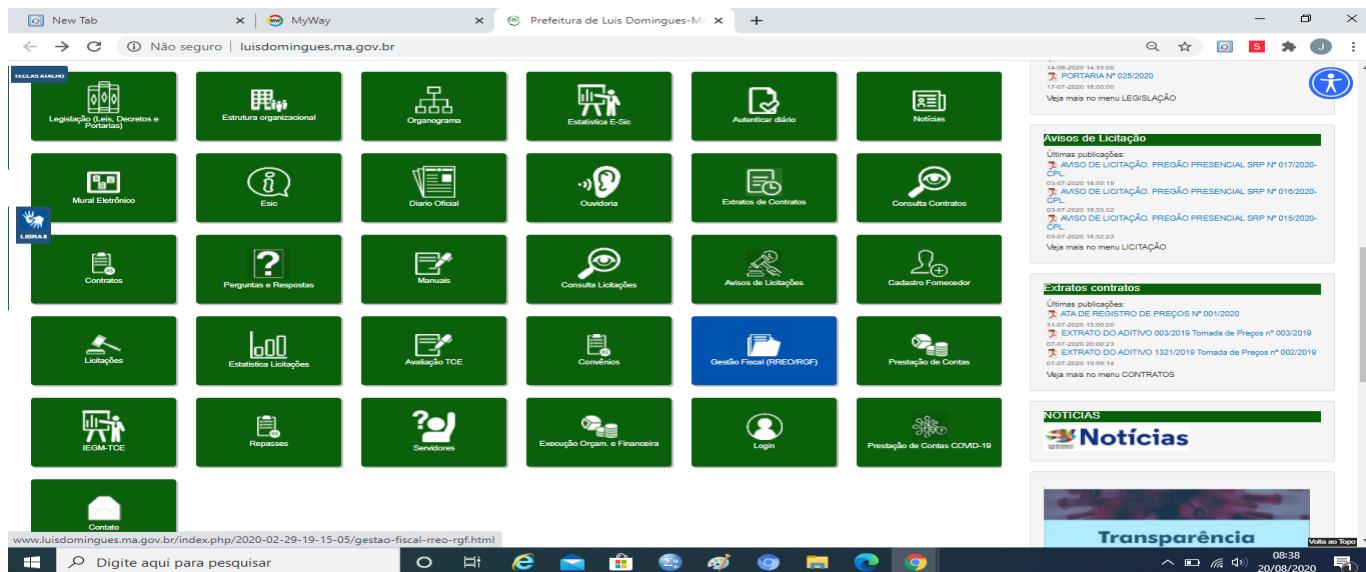 New Tab
MyWay
Prefeitura de Luis Domingues-M
Não seguro
luisdomingues.ma.gov.br
TECLAS ATALHO
Legislação (Leis, Decretos e
Portarias)
Estrutura organizacional
Organograma
Estatistica E-Sic
Autenticar diário
Notícias
Mural Eletrônico
Esic
Diario Oficial
Ouvidoria
Extratos de Contratos
Consulta Contratos
LIBRAS
Contratos
Perguntas e Respostas
Manuais
Consulta Licitações
Avisos de Licitações
Cadastro Fornecedor
Licitações
Estatistica Licitações
Avaliação TCE
Convênios
Gestão Fiscal (RREO/RGF)
Prestação de Contas
IEGM-TCE
Repasses
Servidores
Execução Orçam. e Financeira
Login
Prestação de Contas COVID-19
Contato
14-08-2020 14:33:00
PORTARIA Nº 025/2020
17-07-2020 16:05:00
Veja mais no menu LEGISLAÇÃO
Avisos de Licitação
Últimas publicações:
AVISO DE LICITAÇÃO. PREGÃO PRESENCIAL SRP Nº 017/2020-
CPL.
03-07-2020 18:55:19
AVISO DE LICITAÇÃO. PREGÃO PRESENCIAL SRP Nº 016/2020-
CPL.
03-07-2020 18:53:52
AVISO DE LICITAÇÃO. PREGÃO PRESENCIAL SRP Nº 015/2020-
CPL.
03-07-2020 18:52:23
Veja mais no menu LICITAÇÃO
Extratos contratos
Últimas publicações:
ATA DE REGISTRO DE PREÇOS Nº 001/2020
31-07-2020 15:09:00
EXTRATO DO ADITIVO 003/2019 Tomada de Preços nº 003/2019
07-07-2020 20:00:23
EXTRATO DO ADITIVO 1321/2019 Tomada de Preços nº 002/2019
07-07-2020 19:59:14
Veja mais no menu CONTRATOS
NOTICIAS
Notícias
Transparência
Volta ao Topo
www.luisdomingues.ma.gov.br/index.php/2020-02-29-19-15-05/gestao-fiscal-rreo-rgf.html
Digite aqui para pesquisar
08:38
20/08/2020